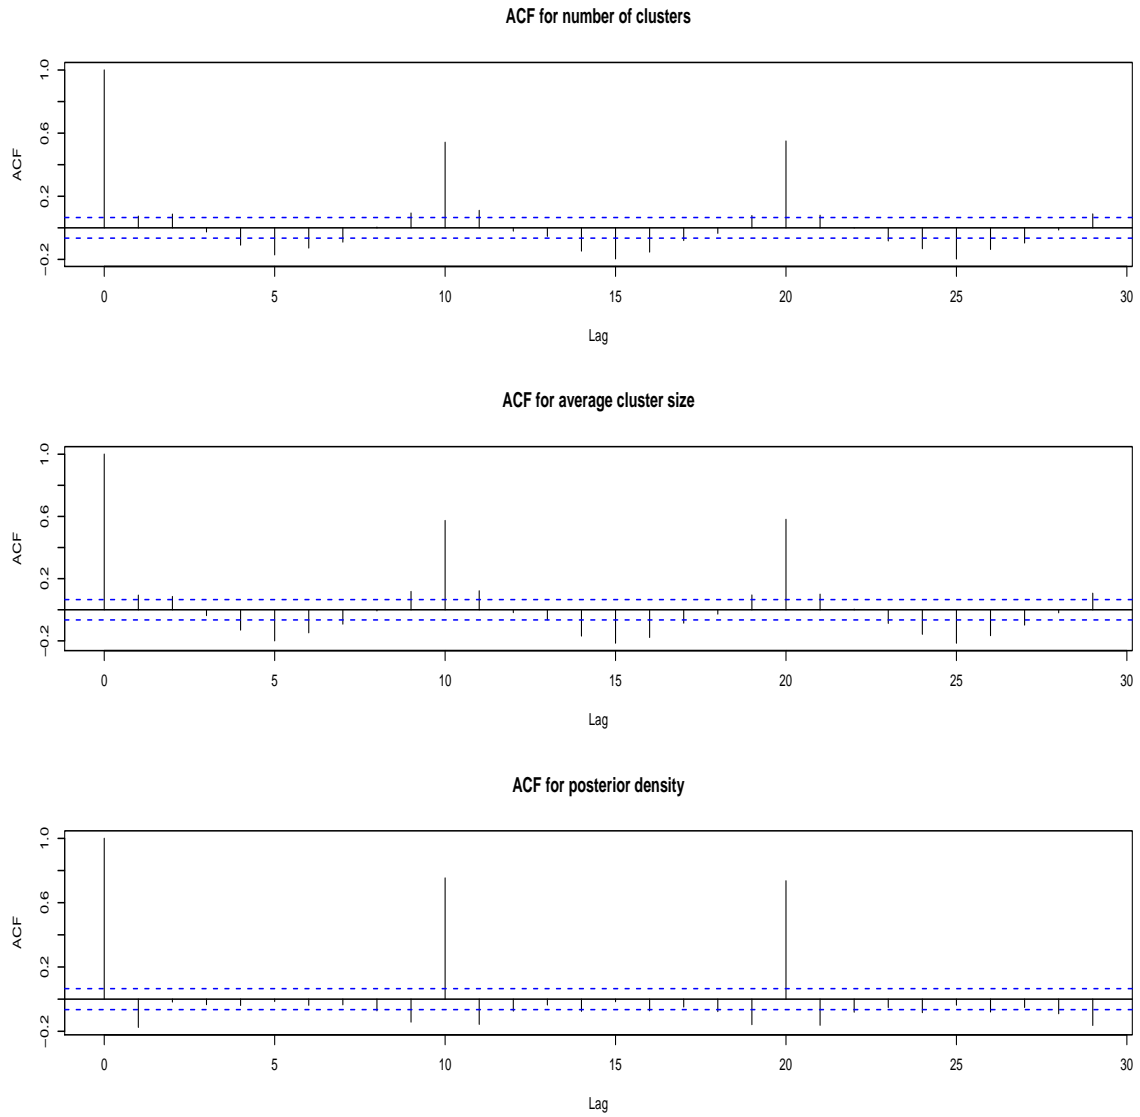 ACF for number of clusters
1.0
0.6
0.2
−0.2
ACF
0 5 10 15 20 25 30
Lag
ACF for average cluster size
1.0
0.6
0.2
−0.2
ACF
0 5 10 15 20 25 30
Lag
ACF for posterior density
1.0
0.6
0.2
−0.2
ACF
0 5 10 15 20 25 30
Lag